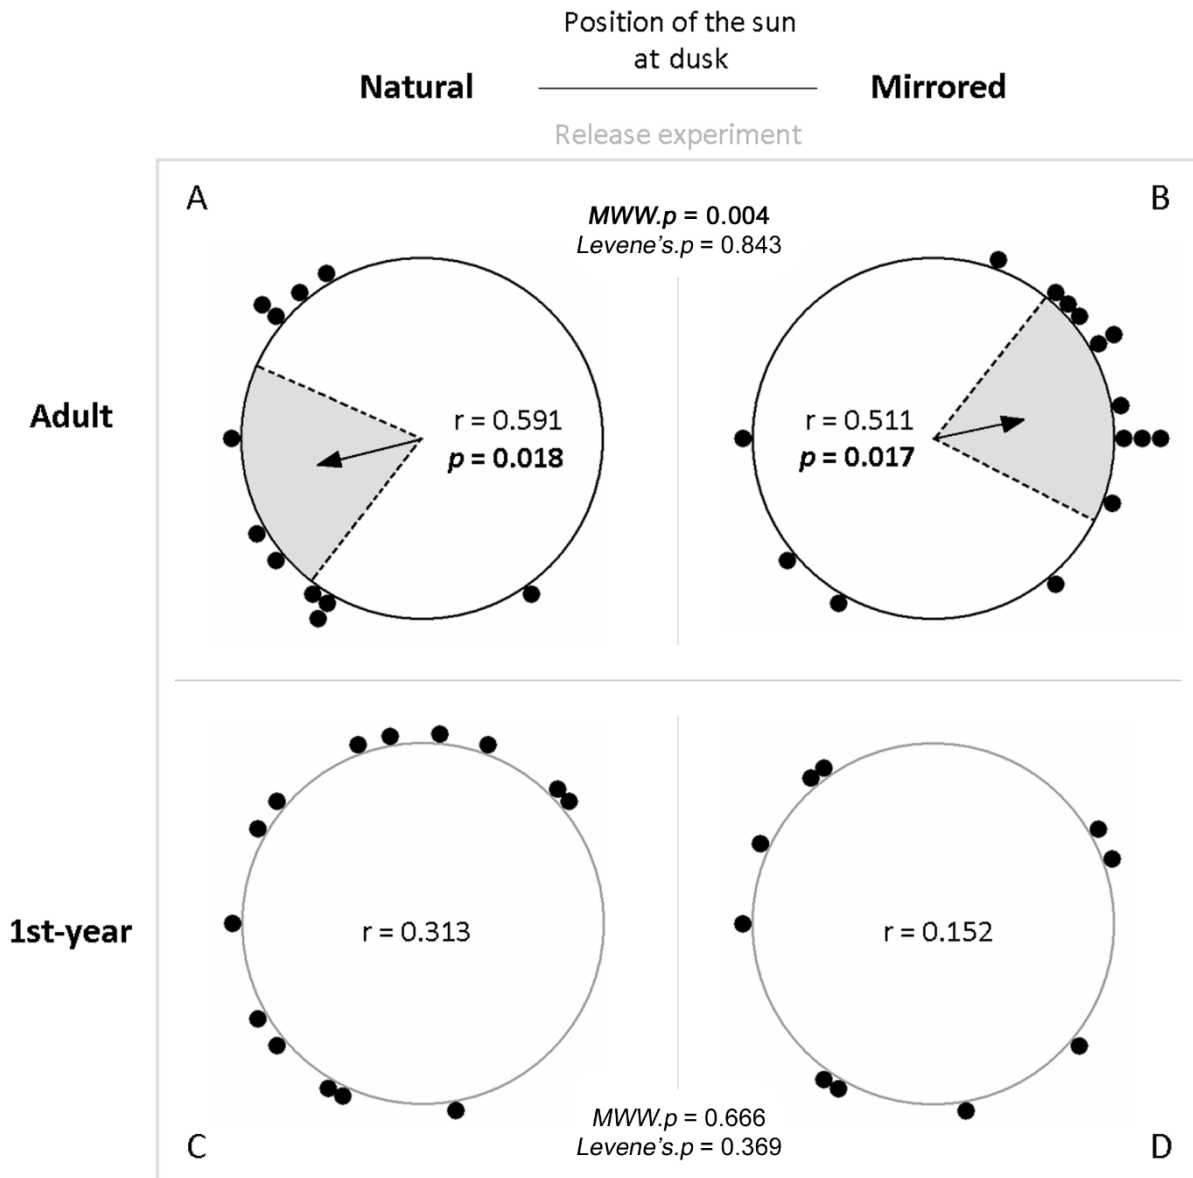 Position of the sun
at dusk
Natural
Mirrored
Release experiment
A
B
MWW.p = 0.004
Levene's.p = 0.843
Adult
r = 0.591
p = 0.018
r = 0.511
p = 0.017
1st-year
r = 0.313
r = 0.152
MWW.p = 0.666
Levene's.p = 0.369
C
D